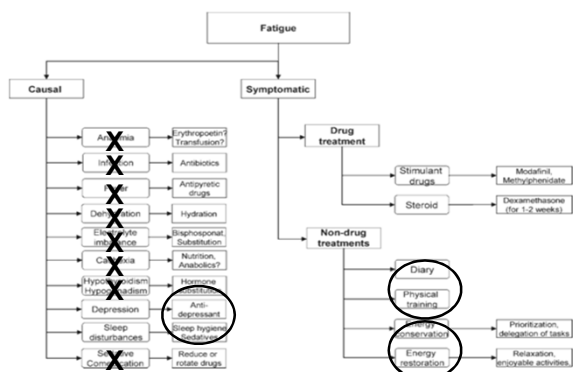 Fatigue
Causal
Symptomatic
Erythropoetin?
Transfusion?
Antibiotics
Antipyretic
drugs
Hydration
Bisphosponat,
Substitution
Nutrition,
Anabolics?
Hormone
Depression
Anti-
depressant
Sleep
disturbances
Sleep hygiene
Sedatives
Reduce or
rotate drugs
Drug
treatment
Stimulant
drugs
Modafinil,
Methylphenidate
Steroid
Dexamethasone
(for 1-2 weeks)
Non-drug
treatments
Diary
Physical
training
Energy
conservation
Prioritization,
delegation of tasks
Energy
restoration
Relaxation,
enjoyable activities,